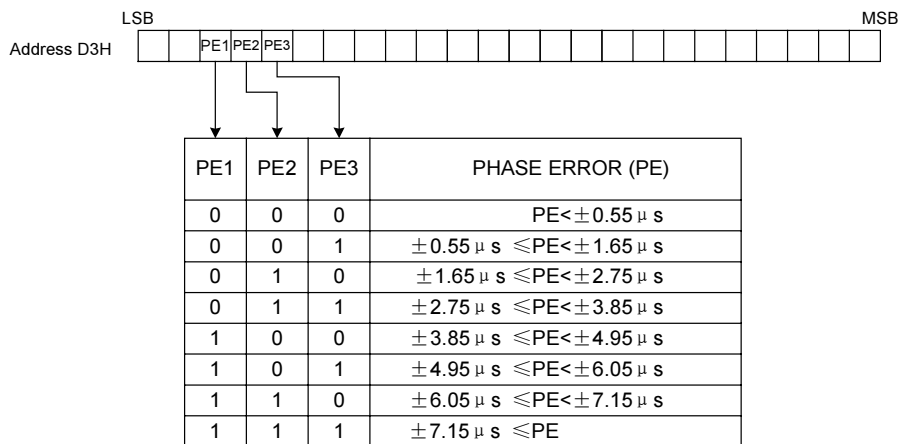 LSB MSB
Address D3H PE1 PE2 PE3
PE1 PE2 PE3 PHASE ERROR (PE)
0 0 0 PE<±0.55μs
0 0 1 ±0.55μs ≤PE<±1.65μs
0 1 0 ±1.65μs ≤PE<±2.75μs
0 1 1 ±2.75μs ≤PE<±3.85μs
1 0 0 ±3.85μs ≤PE<±4.95μs
1 0 1 ±4.95μs ≤PE<±6.05μs
1 1 0 ±6.05μs ≤PE<±7.15μs
1 1 1 ±7.15μs ≤PE